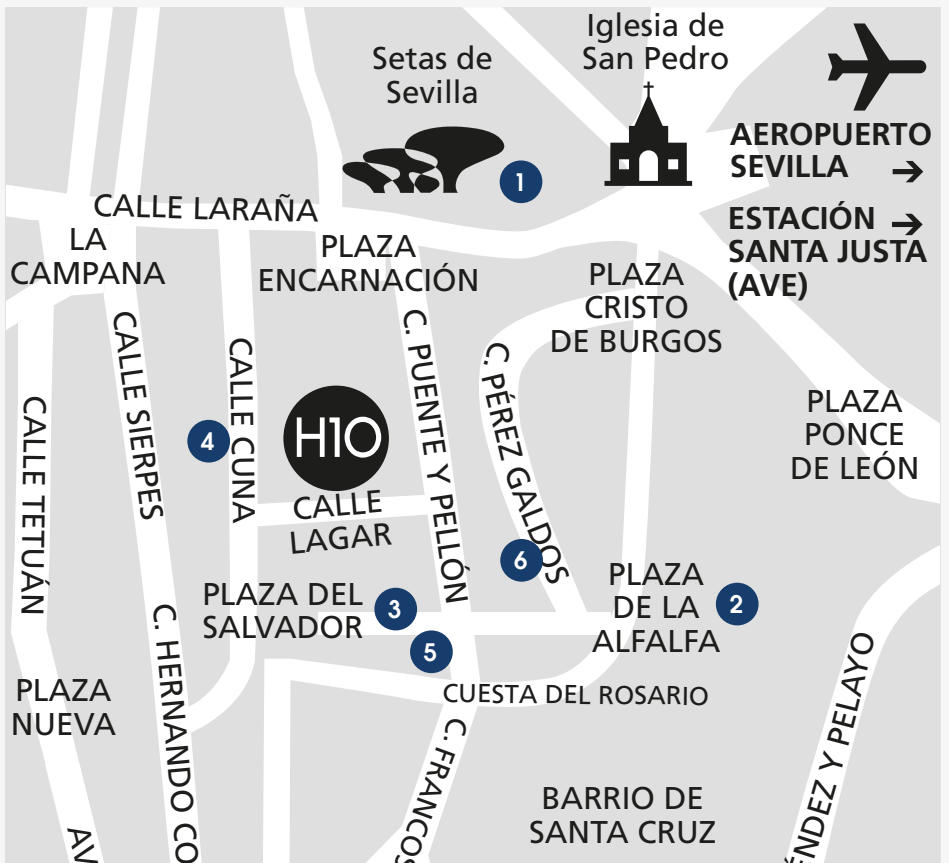 Iglesia de
San Pedro
Setas de
Sevilla
AEROPUERTO
SEVILLA
1
CALLE LARAÑA
ESTACIÓN
SANTA JUSTA
(AVE)
LA
CAMPANA
PLAZA
ENCARNACIÓN
PLAZA
CRISTO
DE BURGOS
CALLE SIERPES
CALLE CUNA
C. PUENTE Y PELLÓN
C. PÉREZ GALDOS
CALLE TETUÁN
H10
4
PLAZA
PONCE
DE LEÓN
CALLE
LAGAR
6
PLAZA DEL
SALVADOR
3
PLAZA
DE LA
ALFALFA
2
5
C. HERNANDO CO
PLAZA
NUEVA
CUESTA DEL ROSARIO
C. FRANCOS
ÉNDEZ Y PELAYO
BARRIO DE
SANTA CRUZ
AV